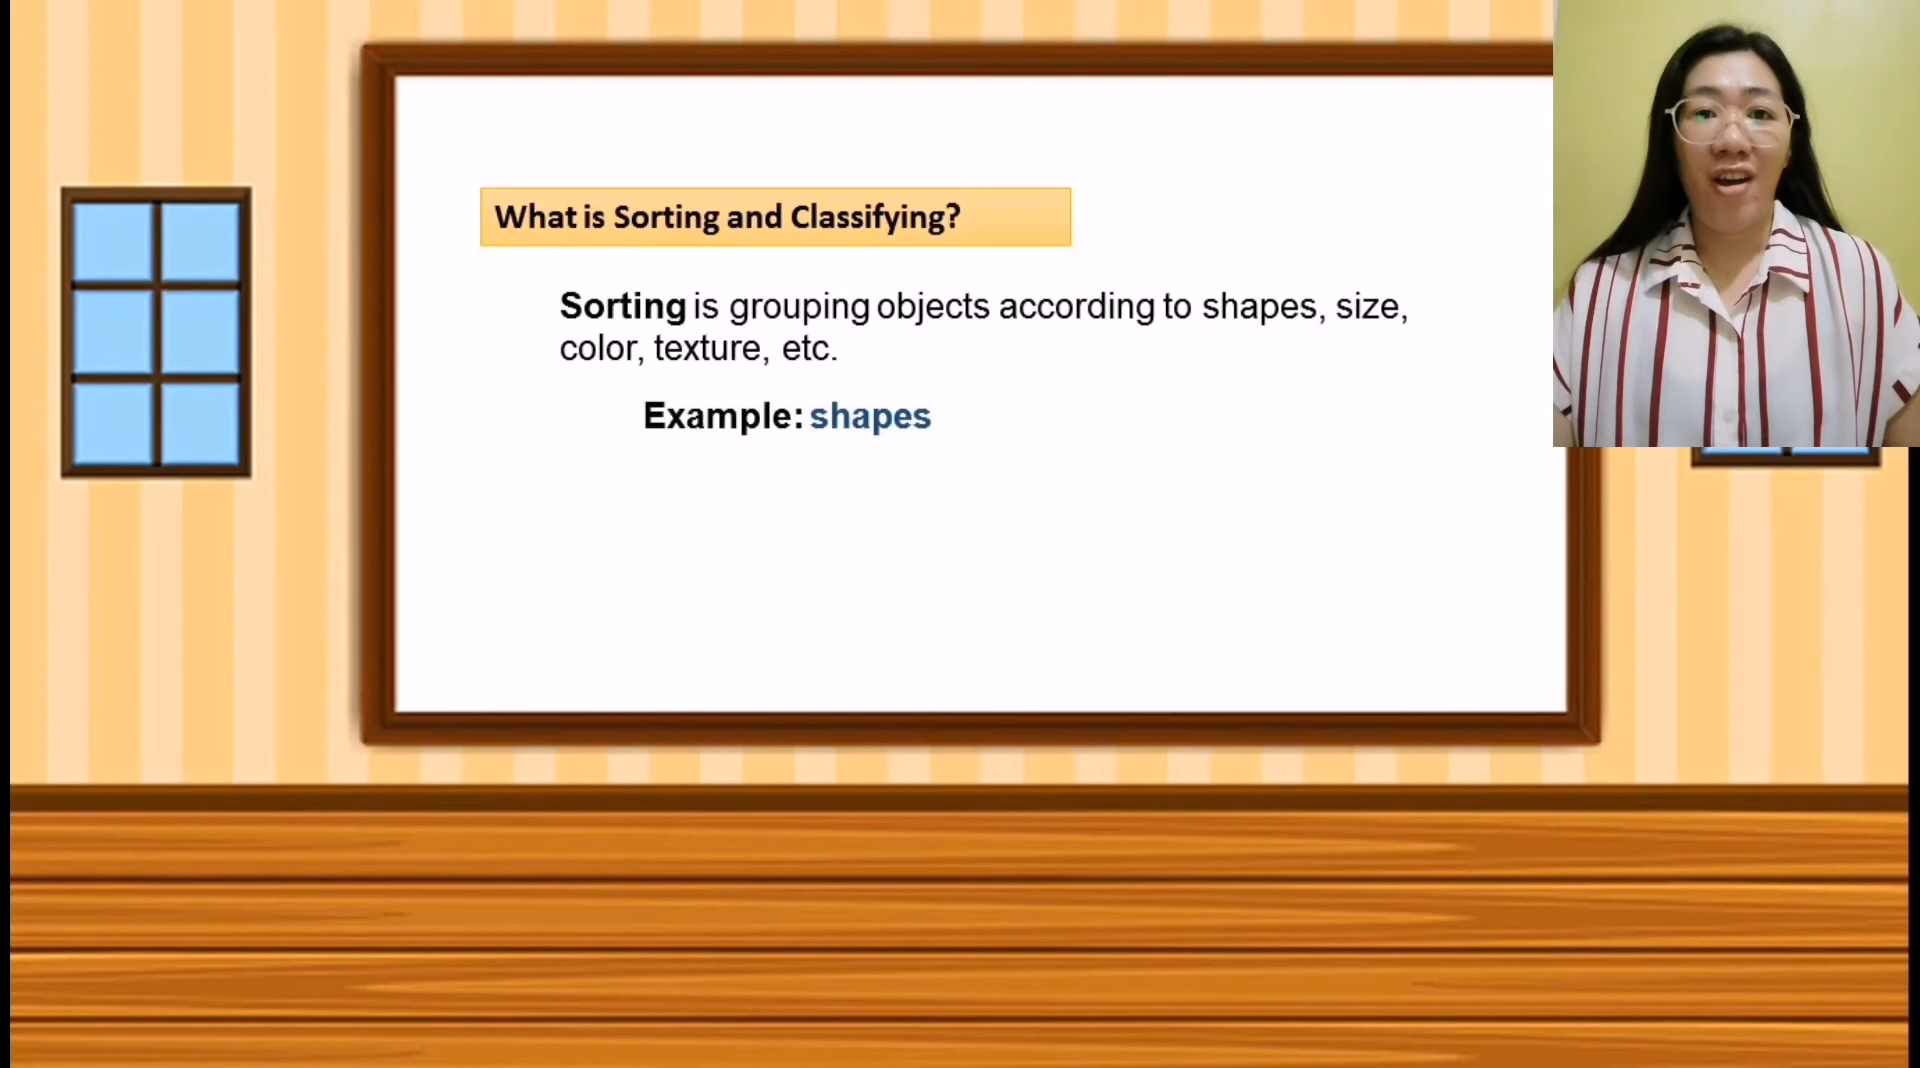 What is Sorting and Classifying?
Sorting is grouping objects according to shapes, size,
color, texture, etc.
Example: shapes